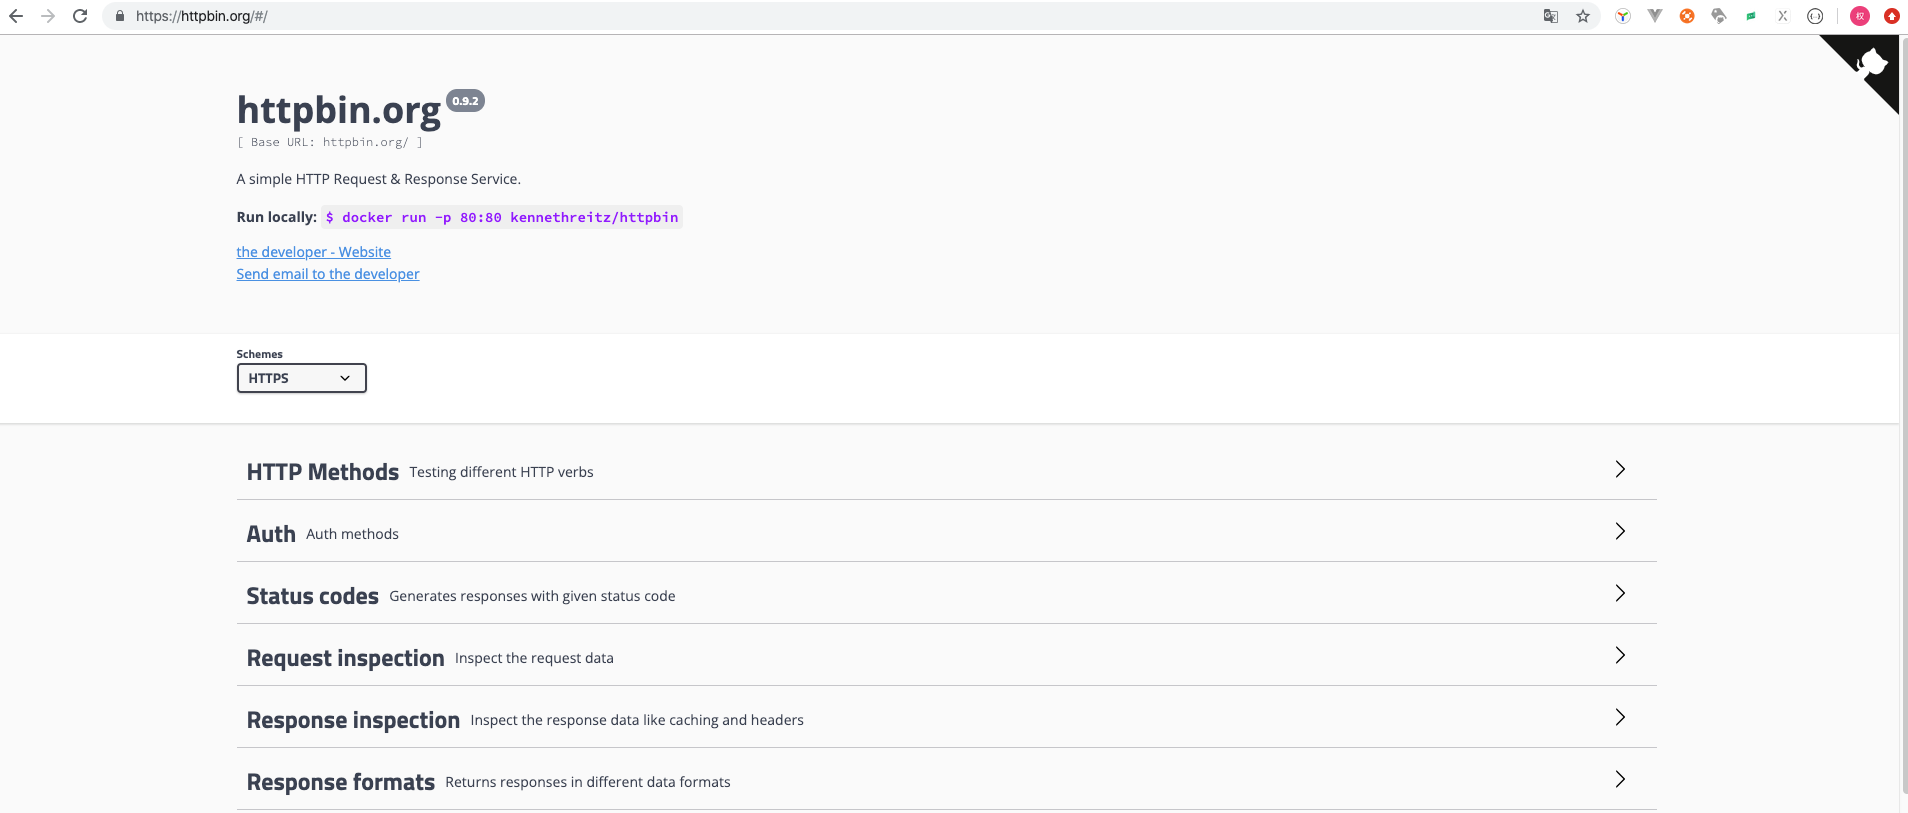 https://httpbin.org/#/
权
httpbin.org 0.9.2
[ Base URL: httpbin.org/ ]
A simple HTTP Request & Response Service.
Run locally: $ docker run -p 80:80 kennethreitz/httpbin
the developer - Website
Send email to the developer
Schemes
HTTPS
HTTP Methods Testing different HTTP verbs
Auth Auth methods
Status codes Generates responses with given status code
Request inspection Inspect the request data
Response inspection Inspect the response data like caching and headers
Response formats Returns responses in different data formats